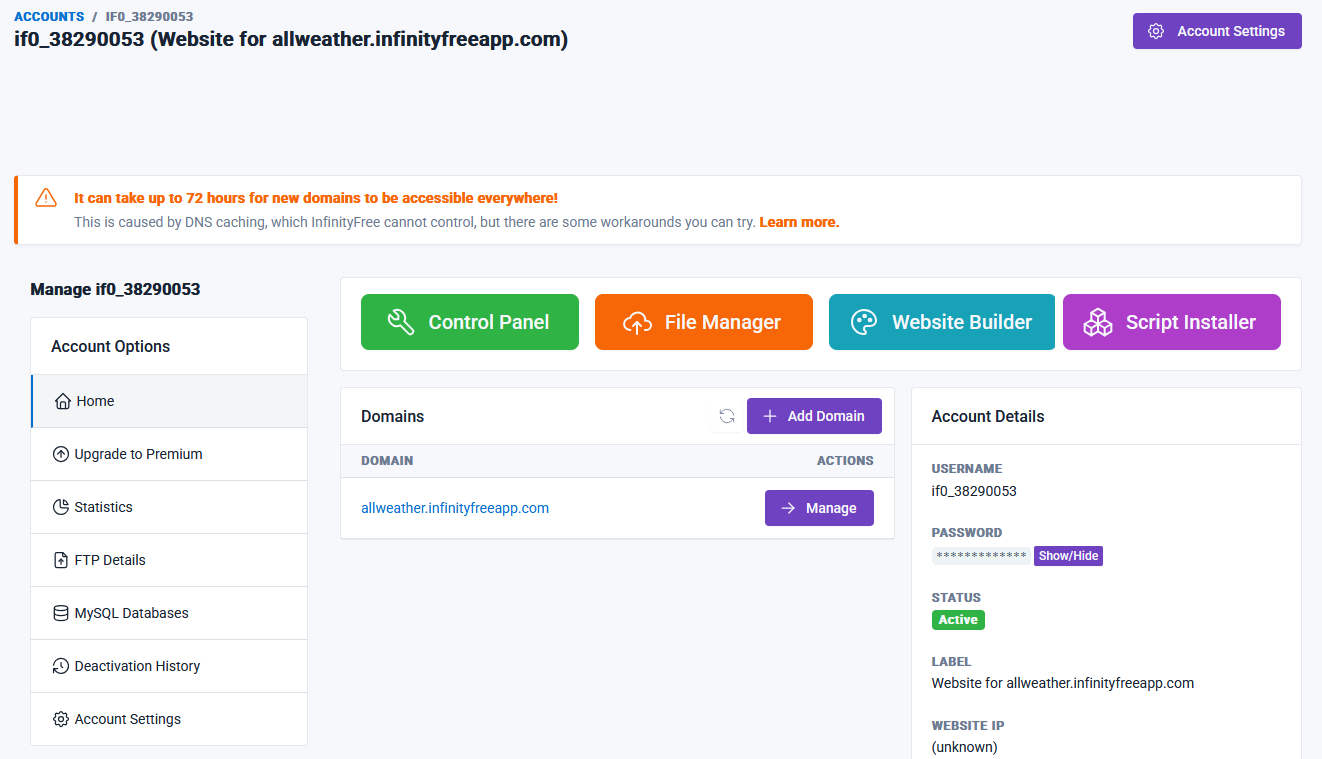 ACCOUNTS / IF0_38290053
if0_38290053 (Website for allweather.infinityfreeapp.com)
Account Settings
It can take up to 72 hours for new domains to be accessible everywhere!
This is caused by DNS caching, which InfinityFree cannot control, but there are some workarounds you can try. Learn more.
Manage if0_38290053
Account Options
Home
Upgrade to Premium
Statistics
FTP Details
MySQL Databases
Deactivation History
Account Settings
Control Panel
File Manager
Website Builder
Script Installer
Domains
Add Domain
DOMAIN ACTIONS
allweather.infinityfreeapp.com Manage
Account Details
USERNAME
if0_38290053
PASSWORD
************* Show/Hide
STATUS
Active
LABEL
Website for allweather.infinityfreeapp.com
WEBSITE IP
(unknown)